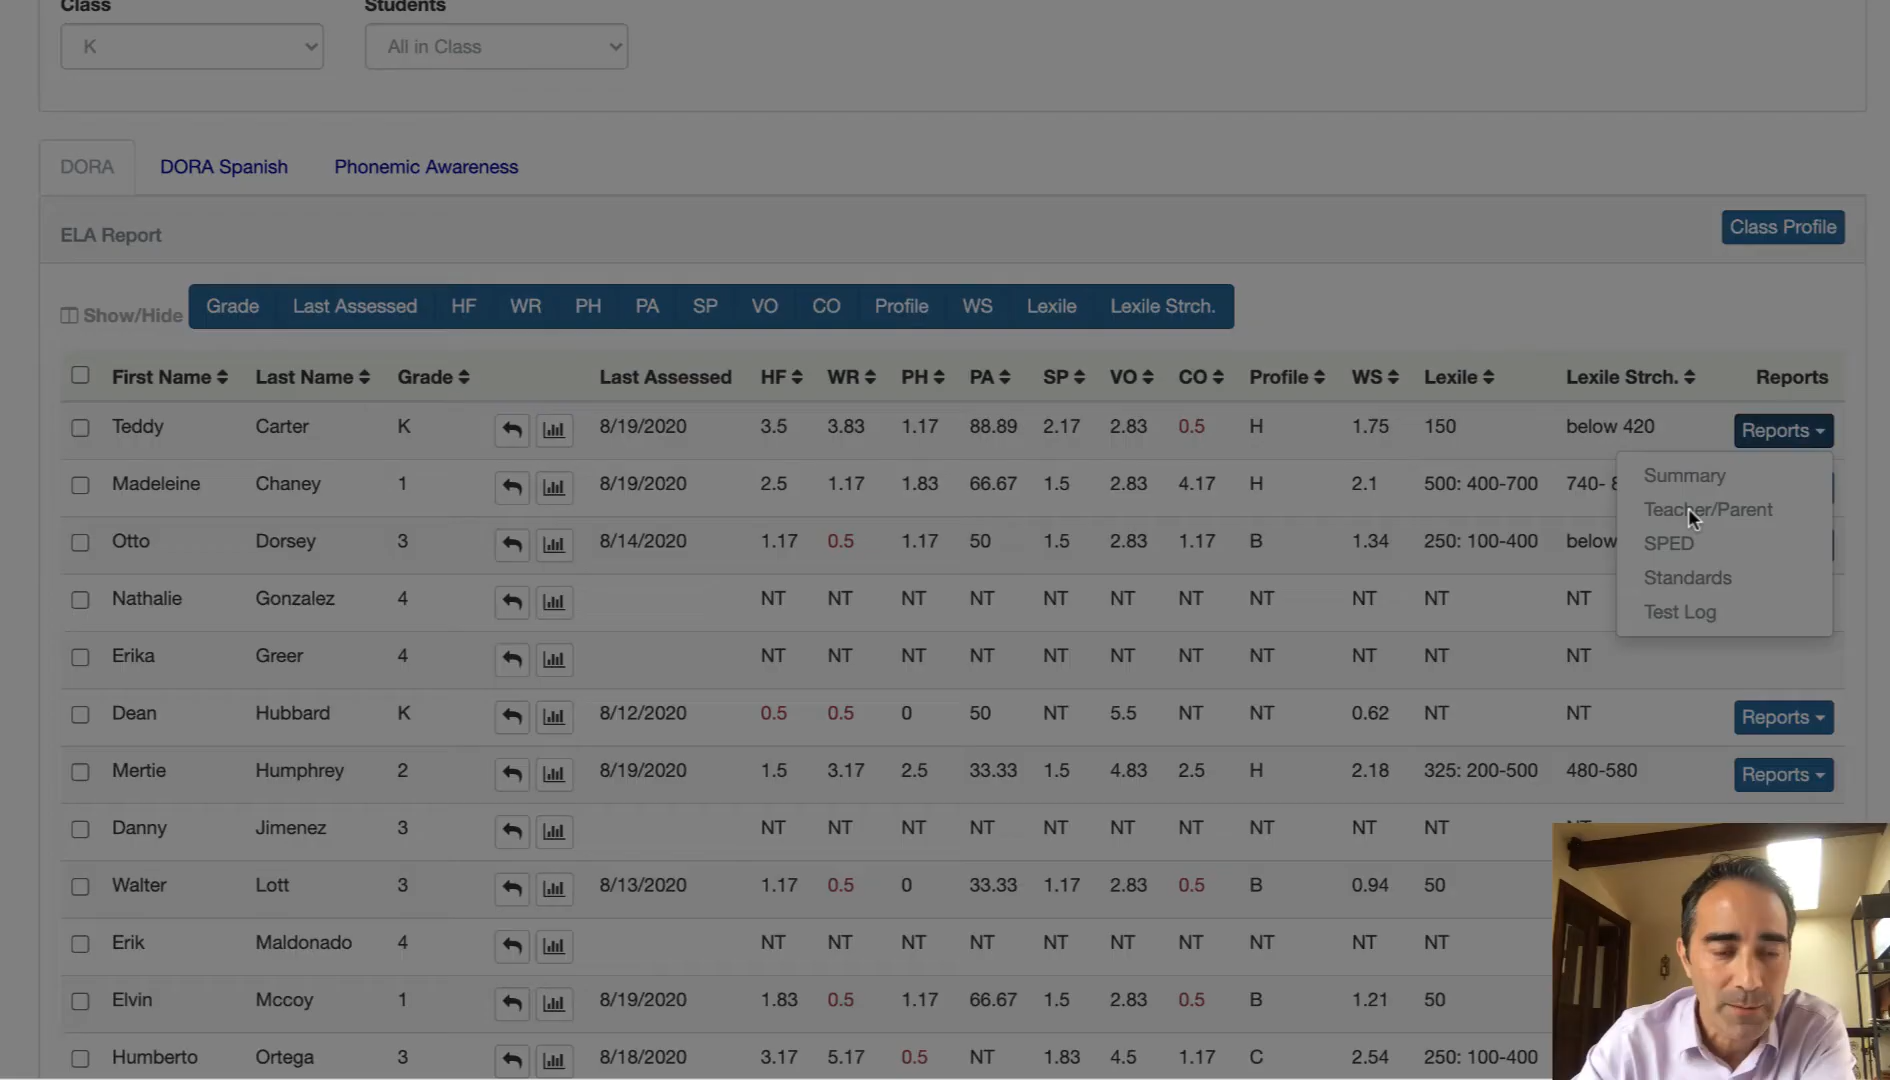 Class Students
K All in Class
DORA DORA Spanish Phonemic Awareness
ELA Report Class Profile
Show/Hide Grade Last Assessed HF WR PH PA SP VO CO Profile WS Lexile Lexile Strch.
First Name Last Name Grade Last Assessed HF WR PH PA SP VO CO Profile WS Lexile Lexile Strch. Reports
Teddy Carter K 8/19/2020 3.5 3.83 1.17 88.89 2.17 2.83 0.5 H 1.75 150 below 420 Reports
Summary
Madeleine Chaney 1 8/19/2020 2.5 1.17 1.83 66.67 1.5 2.83 4.17 H 2.1 500: 400-700 740-
Teacher/Parent
Otto Dorsey 3 8/14/2020 1.17 0.5 1.17 50 1.5 2.83 1.17 B 1.34 250: 100-400 below
SPED
Standards
Nathalie Gonzalez 4 NT NT NT NT NT NT NT NT NT NT NT
Test Log
Erika Greer 4 NT NT NT NT NT NT NT NT NT NT NT
Dean Hubbard K 8/12/2020 0.5 0.5 0 50 NT 5.5 NT NT 0.62 NT NT Reports
Mertie Humphrey 2 8/19/2020 1.5 3.17 2.5 33.33 1.5 4.83 2.5 H 2.18 325: 200-500 480-580 Reports
Danny Jimenez 3 NT NT NT NT NT NT NT NT NT NT
Walter Lott 3 8/13/2020 1.17 0.5 0 33.33 1.17 2.83 0.5 B 0.94 50
Erik Maldonado 4 NT NT NT NT NT NT NT NT NT NT
Elvin Mccoy 1 8/19/2020 1.83 0.5 1.17 66.67 1.5 2.83 0.5 B 1.21 50
Humberto Ortega 3 8/18/2020 3.17 5.17 0.5 NT 1.83 4.5 1.17 C 2.54 250: 100-400